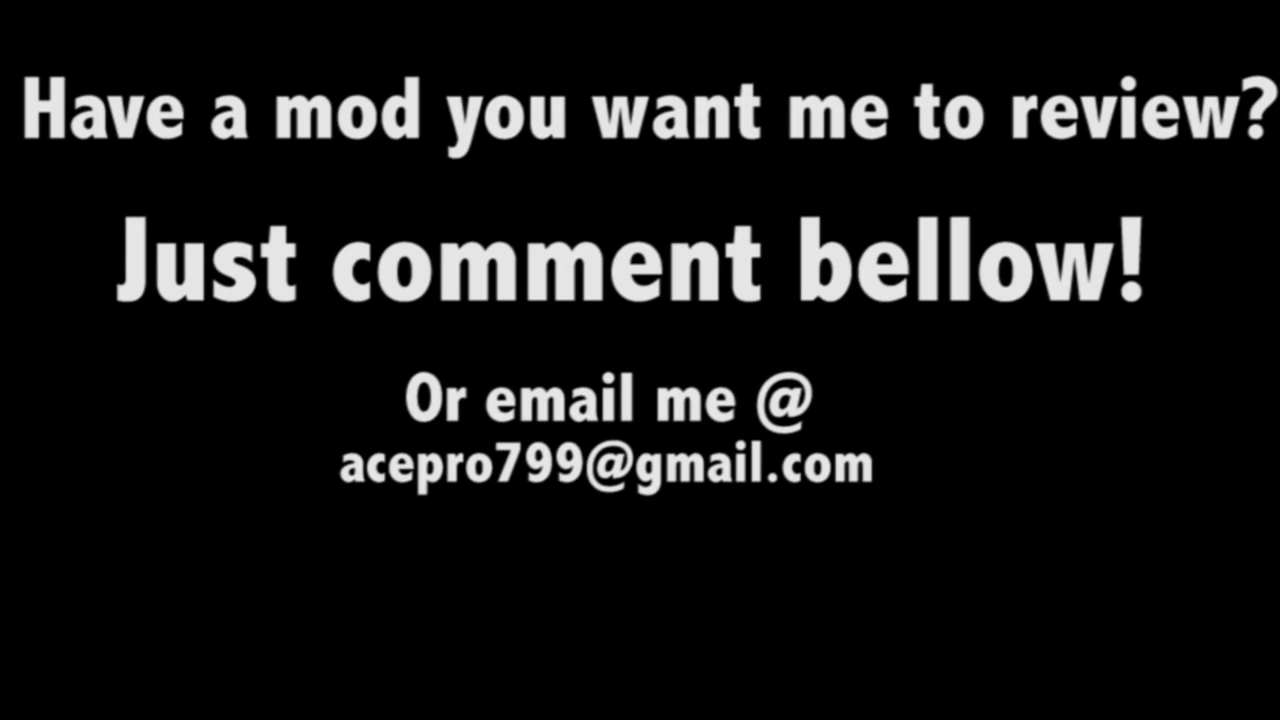 Have a mod you want me to review?
Just comment bellow!
Or email me @
acepro799@gmail.com